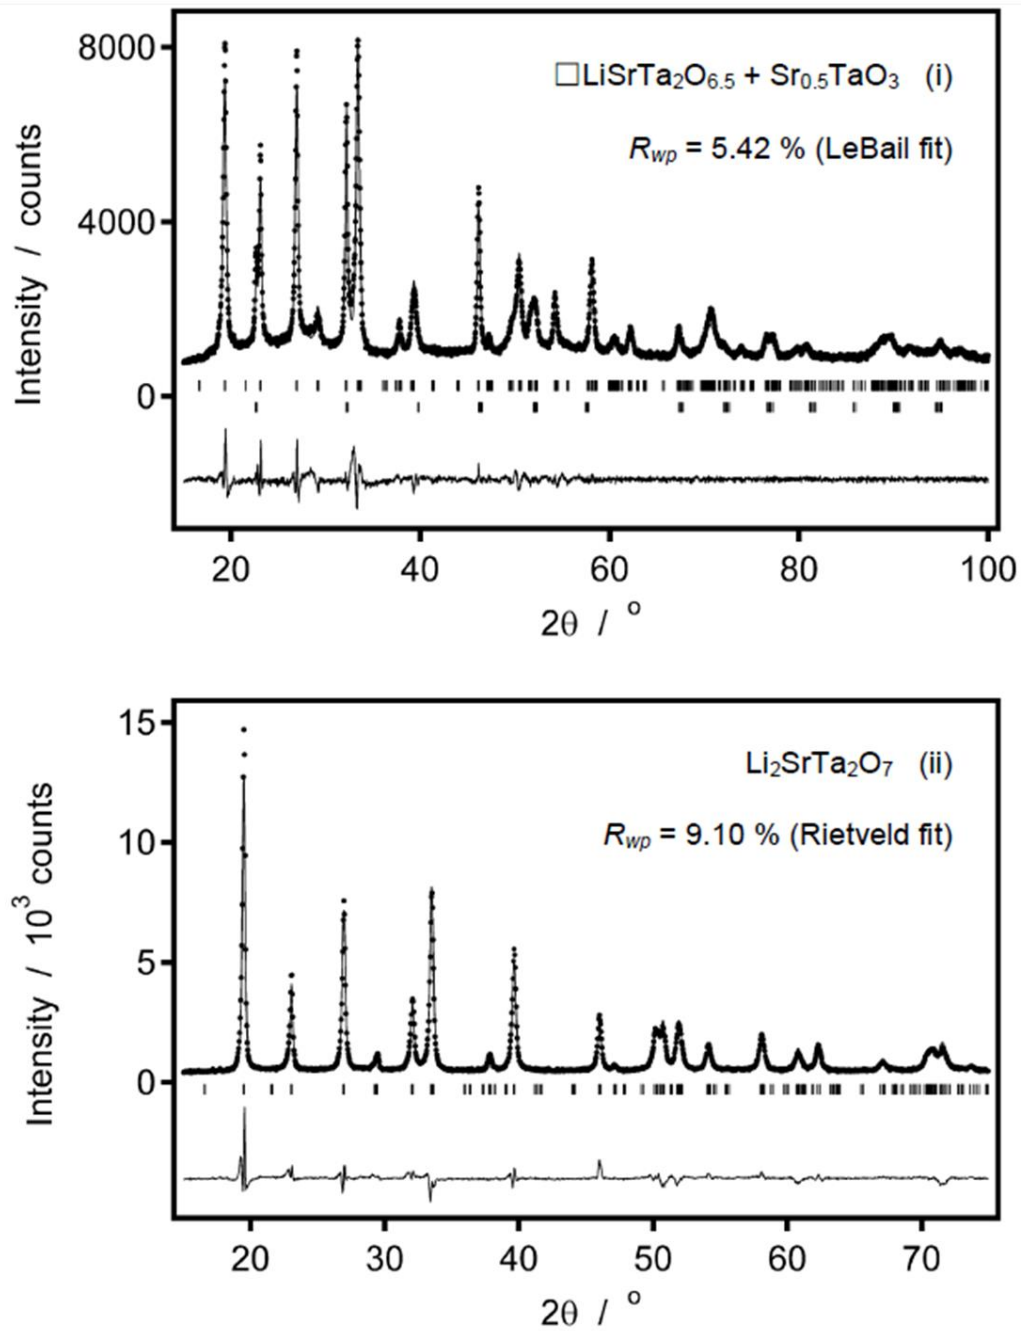 8000
4000
0
Intensity / counts
□LiSrTa₂O₆.₅ + Sr₀.₅TaO₃ (i)
Rwp = 5.42 % (LeBail fit)
20 40 60 80 100
2θ / °
15
10
5
0
Intensity / 10³ counts
Li₂SrTa₂O₇ (ii)
Rwp = 9.10 % (Rietveld fit)
20 30 40 50 60 70
2θ / °